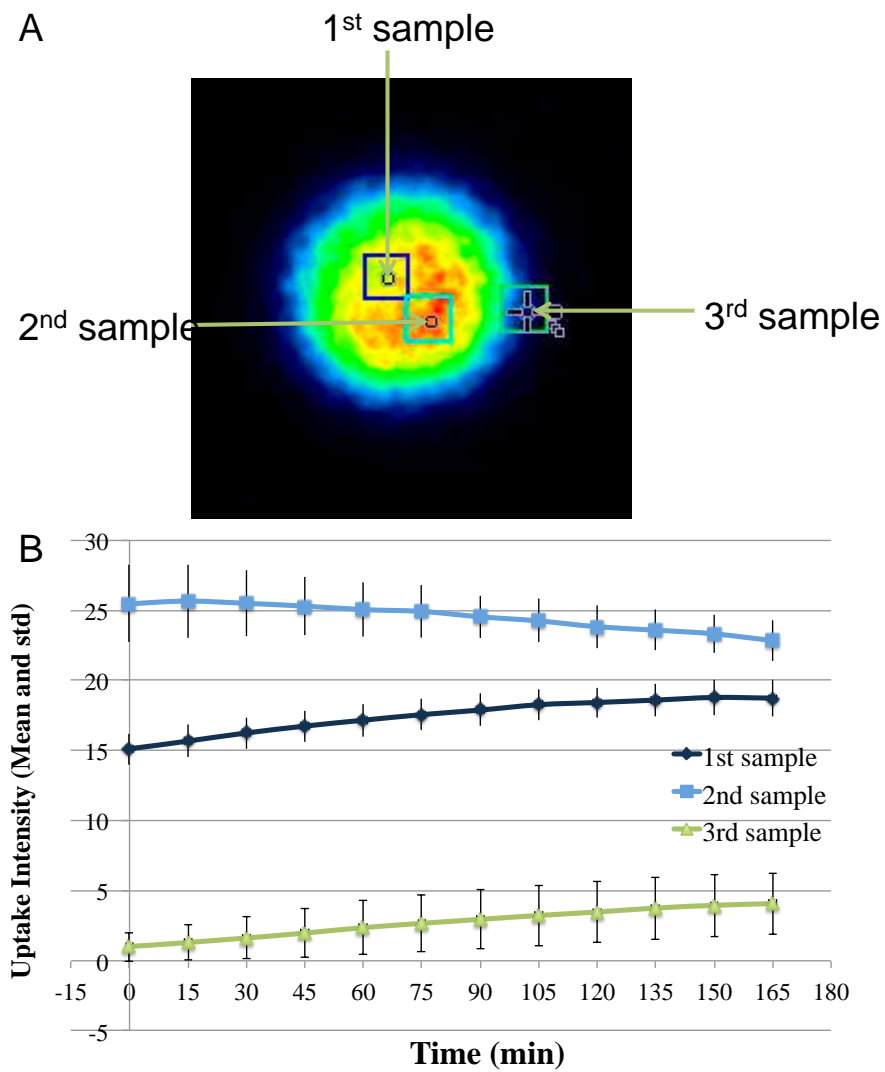 A
1st sample
2nd sample
3rd sample
B
Uptake Intensity (Mean and std)
30
25
20
15
10
5
0
-5
1st sample
2nd sample
3rd sample
-15 0 15 30 45 60 75 90 105 120 135 150 165 180
Time (min)